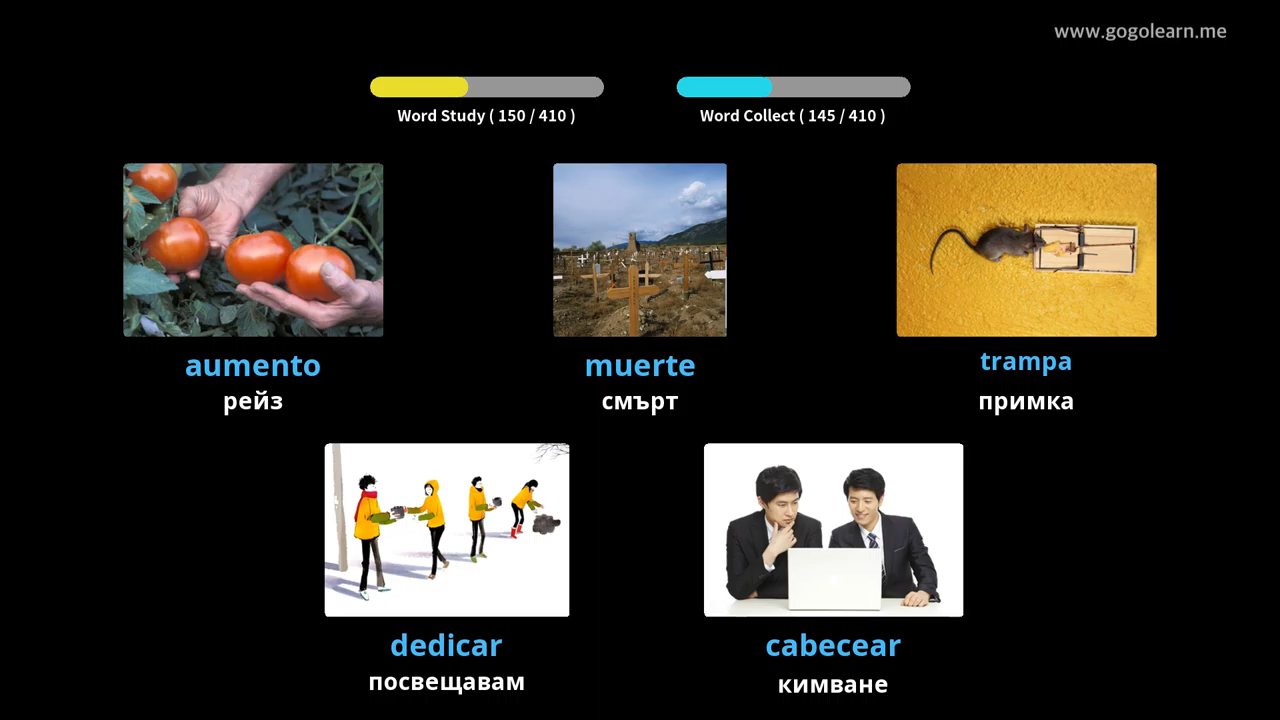 www.gogolearn.me
Word Study ( 150 / 410 )
Word Collect ( 145 / 410 )
aumento
рейз
muerte
смърт
trampa
примка
dedicar
посвещавам
cabecear
кимване